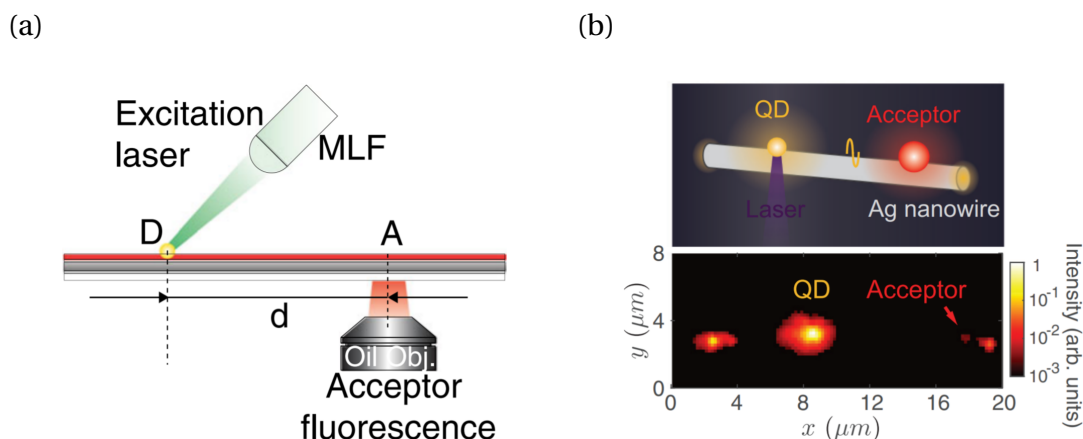 (a)
Excitation
laser
MLF
D
A
d
Oil Obj.
Acceptor
fluorescence
(b)
QD
Acceptor
Laser
Ag nanowire
QD
Acceptor
8
4
0
y (μm)
0 4 8 12 16 20
x (μm)
1
10⁻¹
10⁻²
10⁻³
Intensity (arb. units)